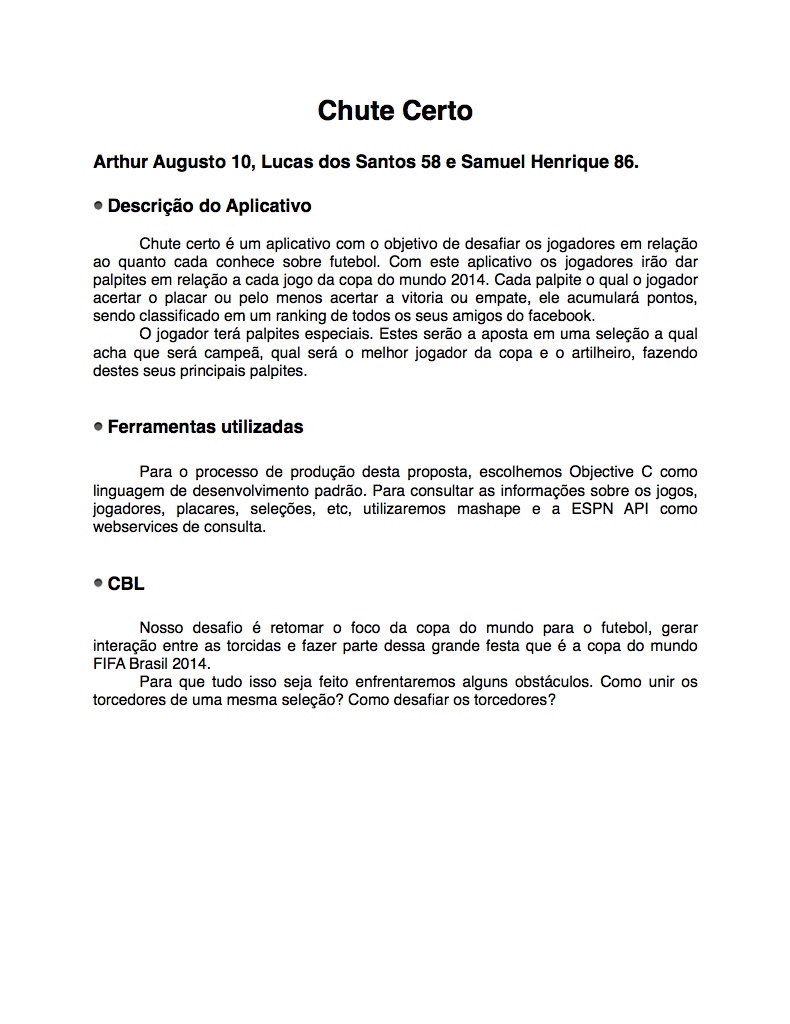 Chute Certo
Arthur Augusto 10, Lucas dos Santos 58 e Samuel Henrique 86.
Descrição do Aplicativo
Chute certo é um aplicativo com o objetivo de desafiar os jogadores em relação
ao quanto cada conhece sobre futebol. Com este aplicativo os jogadores irão dar
palpites em relação a cada jogo da copa do mundo 2014. Cada palpite o qual o jogador
acertar o placar ou pelo menos acertar a vitoria ou empate, ele acumulará pontos,
sendo classificado em um ranking de todos os seus amigos do facebook.
O jogador terá palpites especiais. Estes serão a aposta em uma seleção a qual
acha que será campeã, qual será o melhor jogador da copa e o artilheiro, fazendo
destes seus principais palpites.
Ferramentas utilizadas
Para o processo de produção desta proposta, escolhemos Objective C como
linguagem de desenvolvimento padrão. Para consultar as informações sobre os jogos,
jogadores, placares, seleções, etc, utilizaremos mashape e a ESPN API como
webservices de consulta.
CBL
Nosso desafio é retomar o foco da copa do mundo para o futebol, gerar
interação entre as torcidas e fazer parte dessa grande festa que é a copa do mundo
FIFA Brasil 2014.
Para que tudo isso seja feito enfrentaremos alguns obstáculos. Como unir os
torcedores de uma mesma seleção? Como desafiar os torcedores?